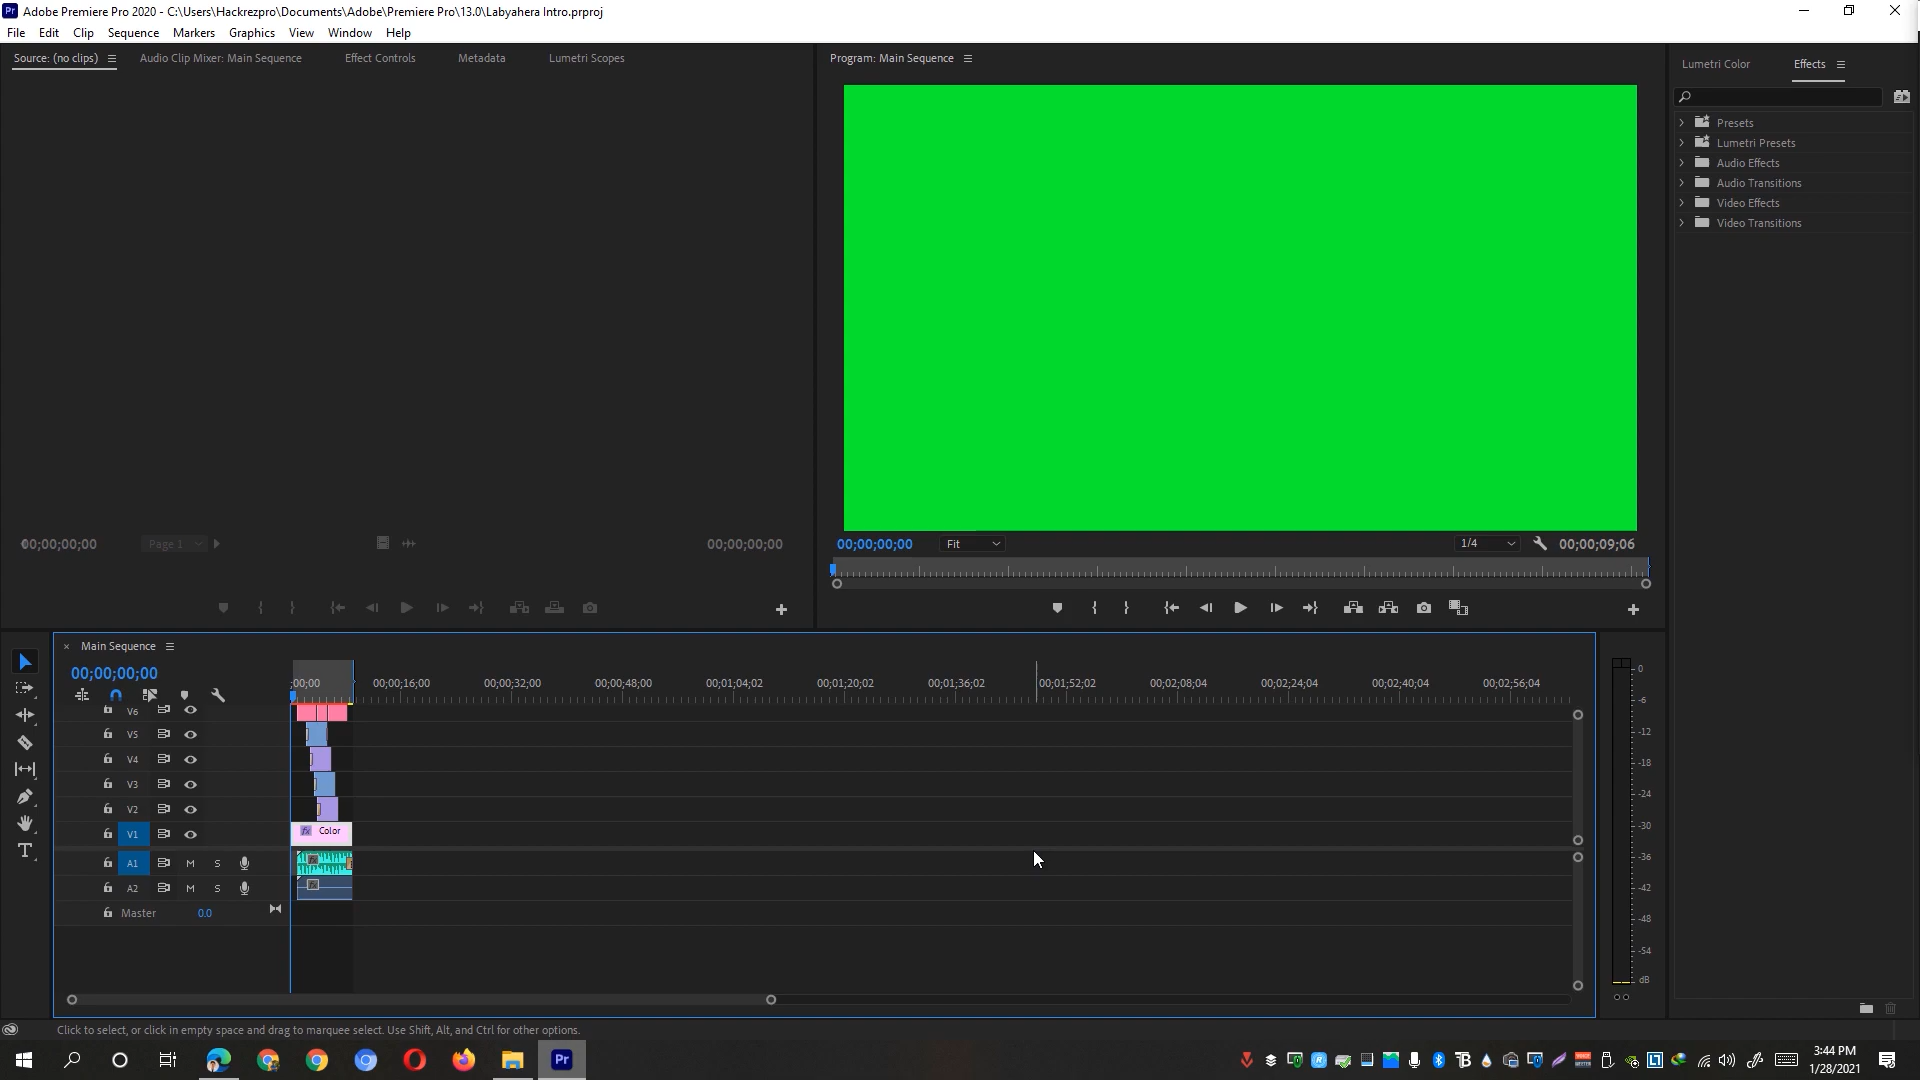 Adobe Premiere Pro 2020 - C:\Users\Hackrezpro\Documents\Adobe\Premiere Pro\13.0\Labyahera Intro.prproj
File Edit Clip Sequence Markers Graphics View Window Help
Source: (no clips) Audio Clip Mixer: Main Sequence Effect Controls Metadata Lumetri Scopes
Program: Main Sequence
Lumetri Color Effects
Presets
Lumetri Presets
Audio Effects
Audio Transitions
Video Effects
Video Transitions
00;00;00;00 Page 1 00;00;00;00
00;00;00;00 Fit 1/4 00;00;09;06
Main Sequence
00;00;00;00
;00;00 00;00;16;00 00;00;32;00 00;00;48;00 00;01;04;02 00;01;20;02 00;01;36;02 00;01;52;02 00;02;08;04 00;02;24;04 00;02;40;04 00;02;56;04
V6
V5
V4
V3
V2
V1 fx Color
A1 M S
A2 M S
Master 0.0
0
-6
-12
-18
-24
-30
-36
-42
-48
-54
dB
Click to select, or click in empty space and drag to marquee select. Use Shift, Alt, and Ctrl for other options.
Pr
3:44 PM
1/28/2021